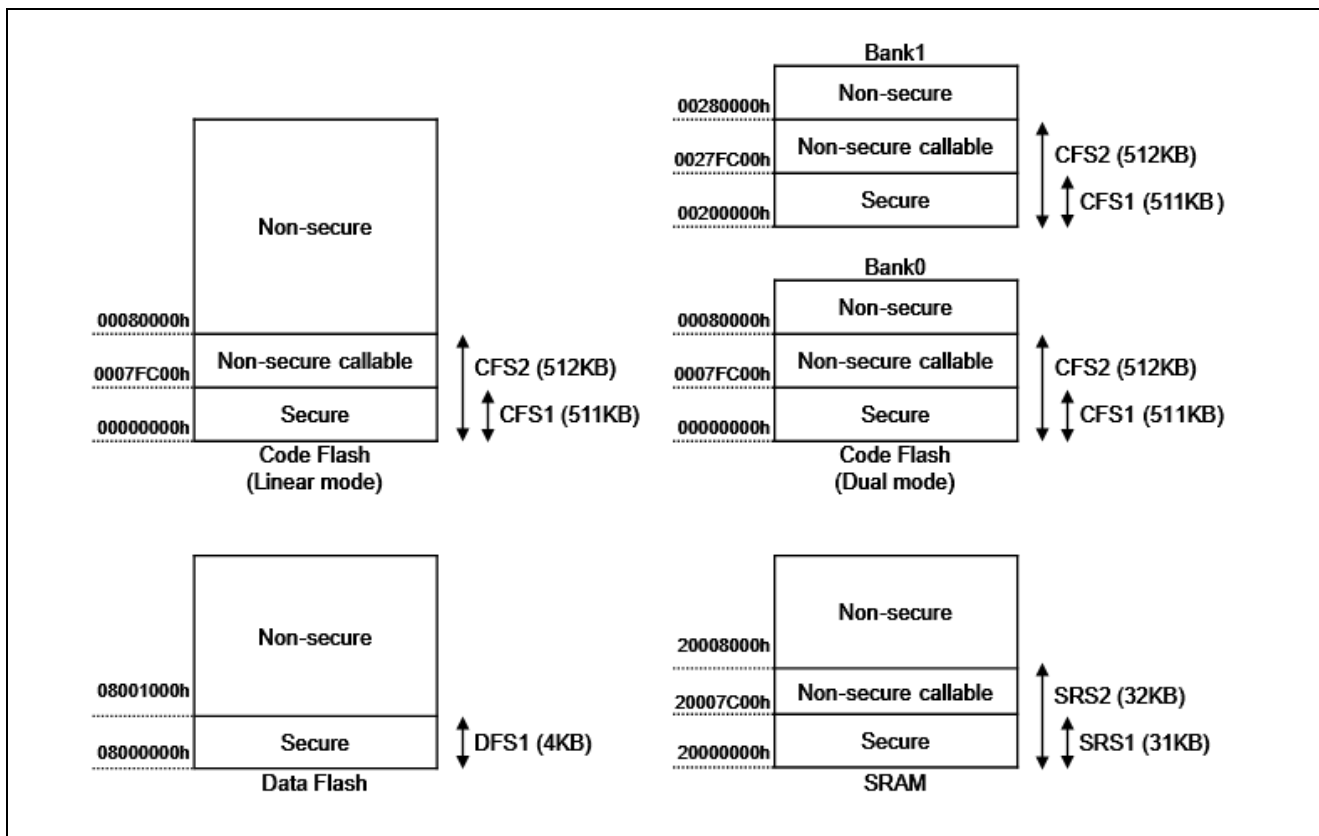 Non-secure
00080000h
Non-secure callable
0007FC00h
Secure
00000000h
CFS2 (512KB)
CFS1 (511KB)
Code Flash
(Linear mode)
Bank1
Non-secure
00280000h
Non-secure callable
0027FC00h
Secure
00200000h
CFS2 (512KB)
CFS1 (511KB)
Bank0
Non-secure
00080000h
Non-secure callable
0007FC00h
Secure
00000000h
CFS2 (512KB)
CFS1 (511KB)
Code Flash
(Dual mode)
Non-secure
08001000h
Secure
08000000h
DFS1 (4KB)
Data Flash
Non-secure
20008000h
Non-secure callable
20007C00h
Secure
20000000h
SRS2 (32KB)
SRS1 (31KB)
SRAM